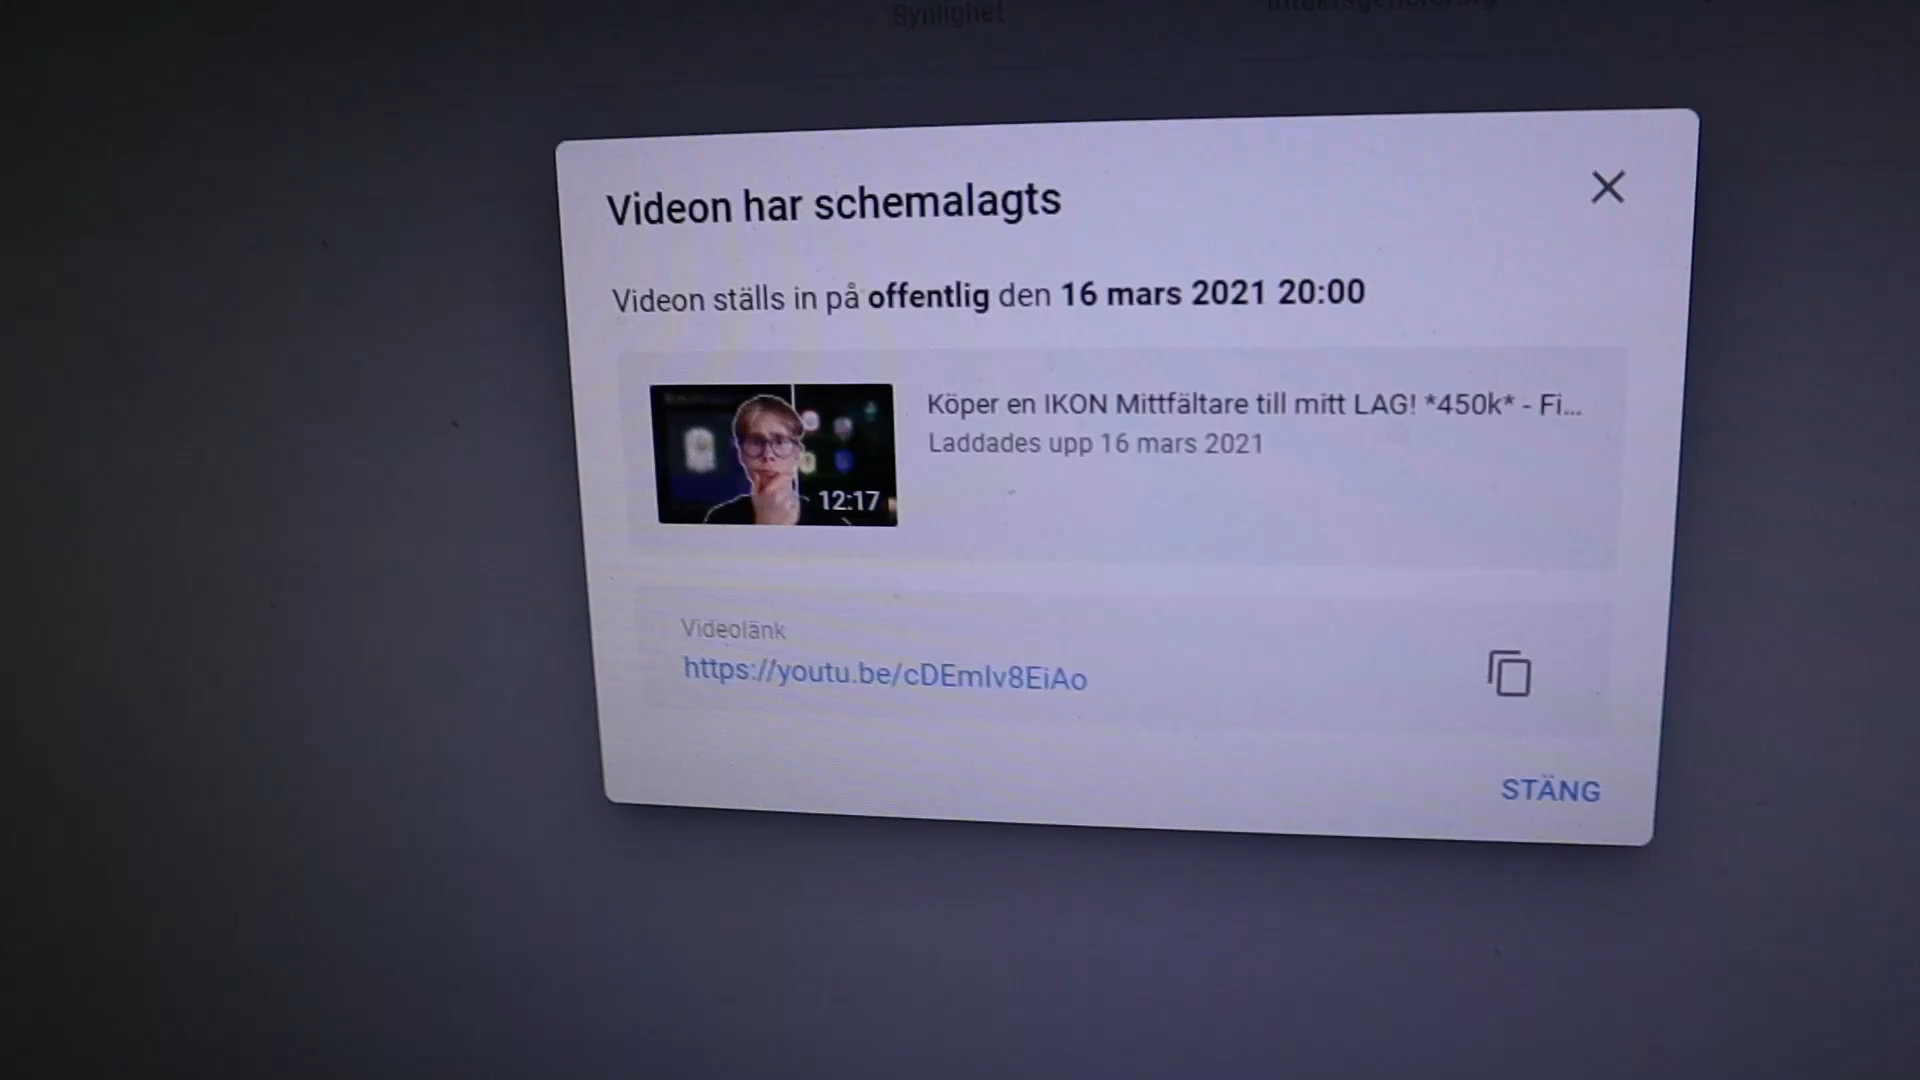 Synlighet
Videon har schemalagts
Videon ställs in på offentlig den 16 mars 2021 20:00
Köper en IKON Mittfältare till mitt LAG! *450k* - Fi...
Laddades upp 16 mars 2021
12:17
Videolänk
https://youtu.be/cDEmIv8EiAo
STÄNG